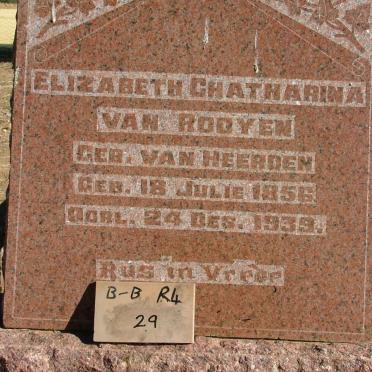 ELIZABETH CHATHARINA
VAN ROOYEN
GEB. VAN HEERDEN
GEB. 18 JULIE 1856
OORL. 24 DES. 1939.
Rus in Vrede
B-B R4
29